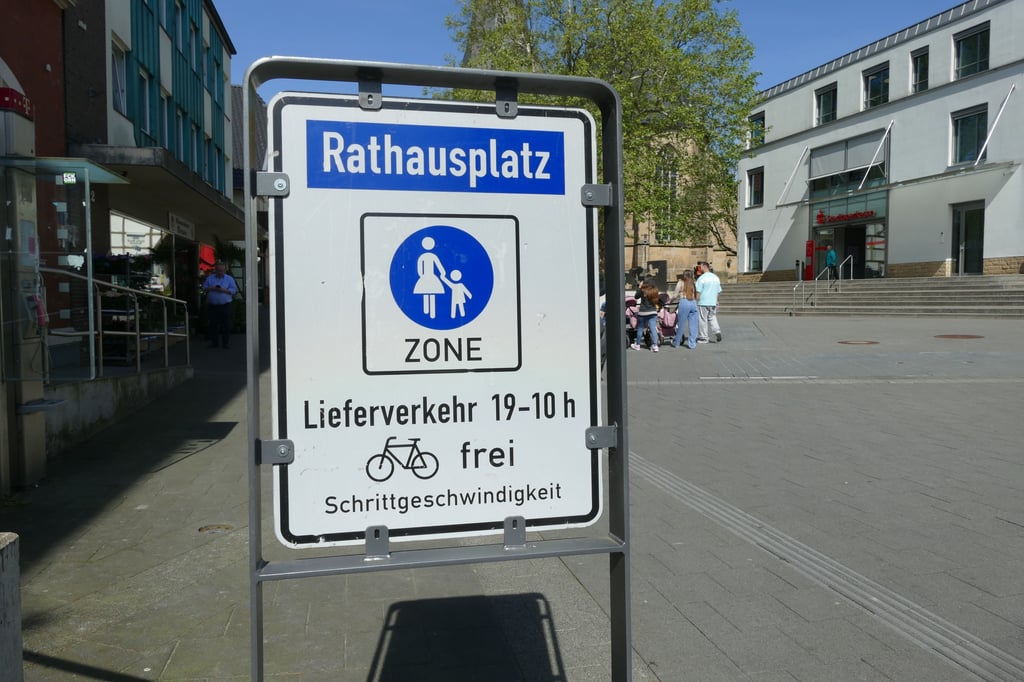 Rathausplatz
ZONE
Lieferverkehr 19-10 h
frei
Schrittgeschwindigkeit